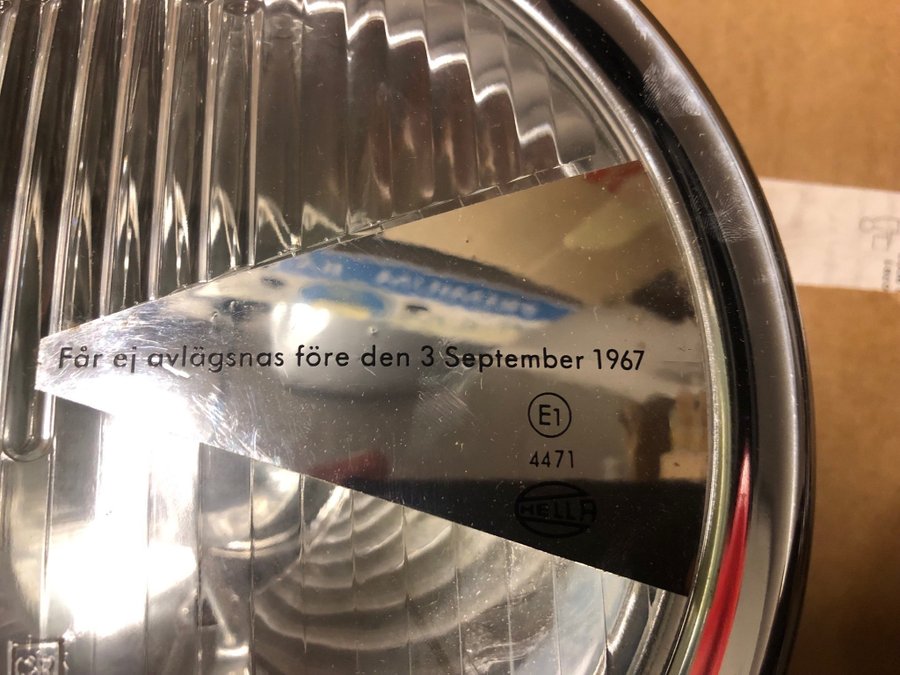 Får ej avlägsnas före den 3 September 1967
E1
4471
HELLA